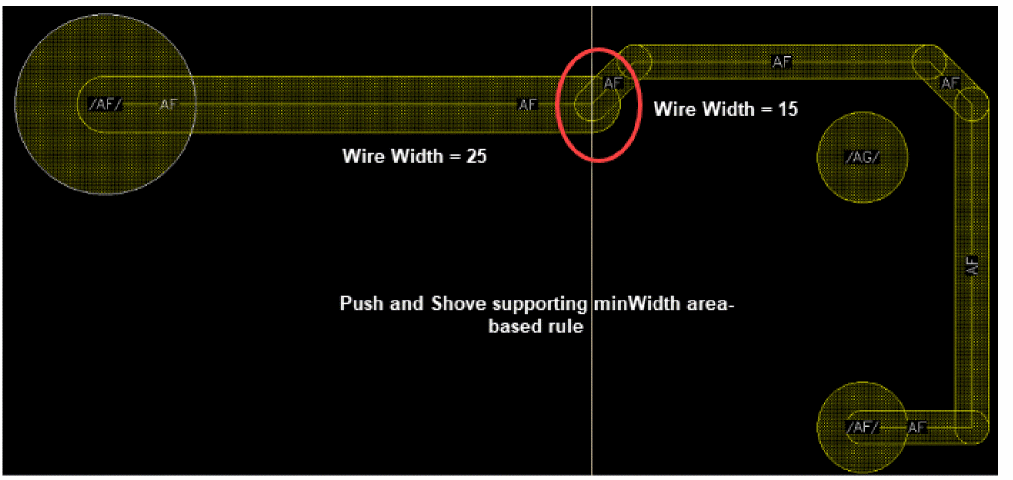 AF
AF
/AF/
AF
AF
AF
Wire Width = 15
Wire Width = 25
/AG/
AF
Push and Shove supporting minWidth area-
based rule
/AF/
AF